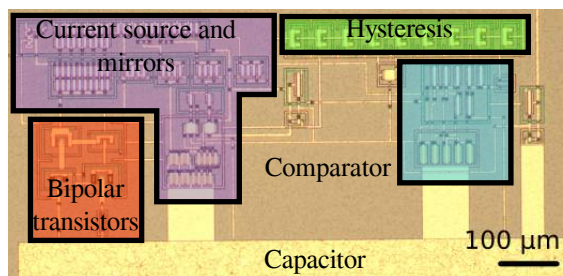 Current source and
mirrors
Hysteresis
Bipolar
transistors
Comparator
Capacitor
100 µm